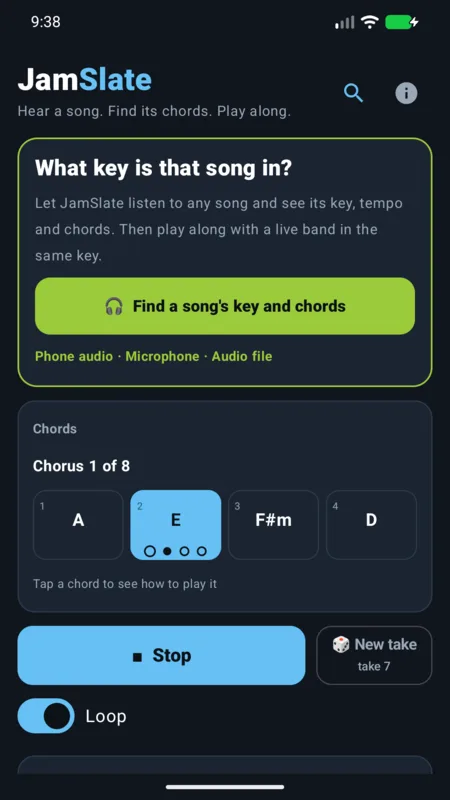 9:38
JamSlate
Hear a song. Find its chords. Play along.
What key is that song in?
Let JamSlate listen to any song and see its key, tempo
and chords. Then play along with a live band in the
same key.
Find a song's key and chords
Phone audio · Microphone · Audio file
Chords
Chorus 1 of 8
1
A
2
E
3
F#m
4
D
Tap a chord to see how to play it
Stop
New take
take 7
Loop